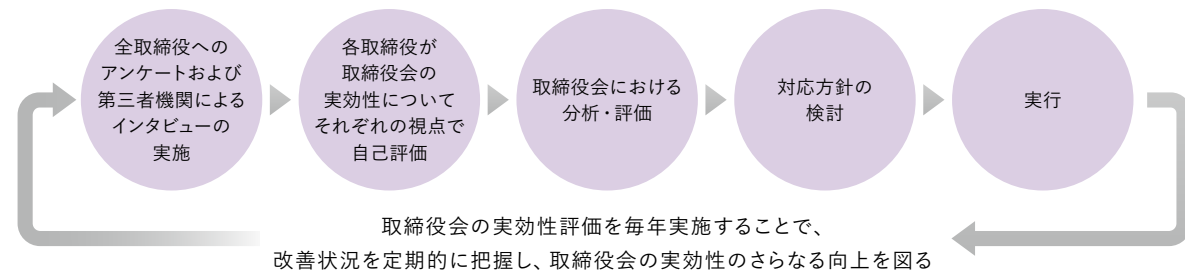 全取締役への
アンケートおよび
第三者機関による
インタビューの
実施
各取締役が
取締役会の
実効性について
それぞれの視点で
自己評価
取締役会における
分析・評価
対応方針の
検討
実行
取締役会の実効性評価を毎年実施することで、
改善状況を定期的に把握し、取締役会の実効性のさらなる向上を図る